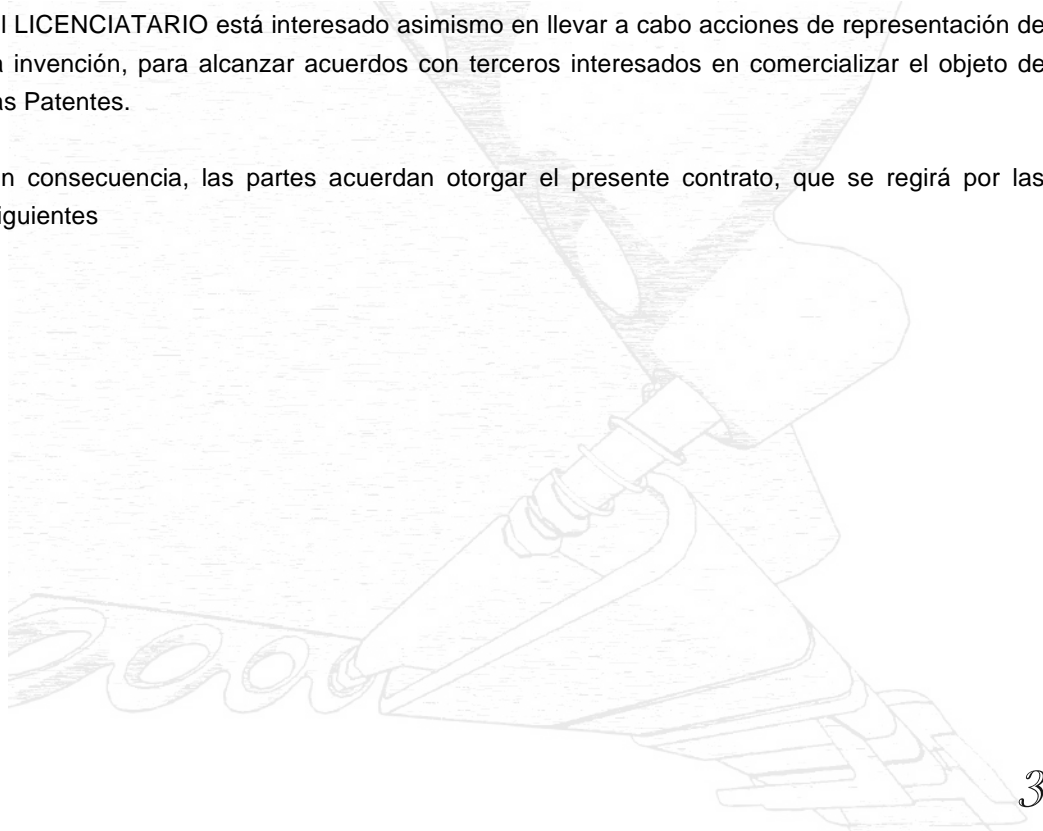 l LICENCIATARIO está interesado asimismo en llevar a cabo acciones de representación de
a invención, para alcanzar acuerdos con terceros interesados en comercializar el objeto de
as Patentes.
n consecuencia, las partes acuerdan otorgar el presente contrato, que se regirá por las
iguientes
3